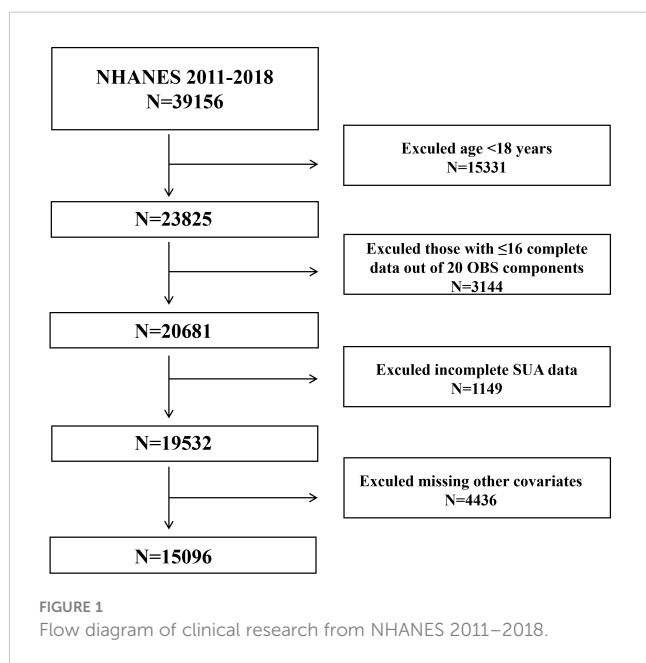 NHANES 2011-2018
N=39156
Exculed age <18 years
N=15331
N=23825
Exculed those with ≤16 complete
data out of 20 OBS components
N=3144
N=20681
Exculed incomplete SUA data
N=1149
N=19532
Exculed missing other covariates
N=4436
N=15096
FIGURE 1
Flow diagram of clinical research from NHANES 2011–2018.